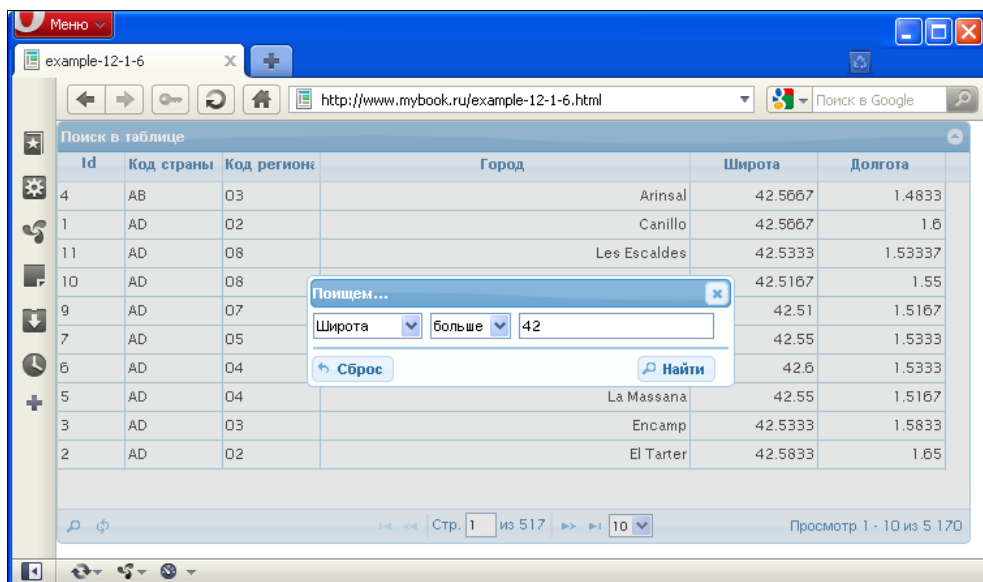 Меню
example-12-1-6
http://www.mybook.ru/example-12-1-6.html Поиск в Google
Поиск в таблице
Id Код страны Код региона Город Широта Долгота
4 AB 03 Arinsal 42.5667 1.4833
1 AD 02 Canillo 42.5667 1.6
11 AD 08 Les Escaldes 42.5333 1.53337
10 AD 08 42.5167 1.55
9 AD 07 42.51 1.5167
7 AD 05 42.55 1.5333
6 AD 04 42.6 1.5333
5 AD 04 La Massana 42.55 1.5167
3 AD 03 Encamp 42.5333 1.5833
2 AD 02 El Tarter 42.5833 1.65
Поищем...
Широта больше 42
Сброс Найти
Стр. 1 из 517 10 Просмотр 1 - 10 из 5 170